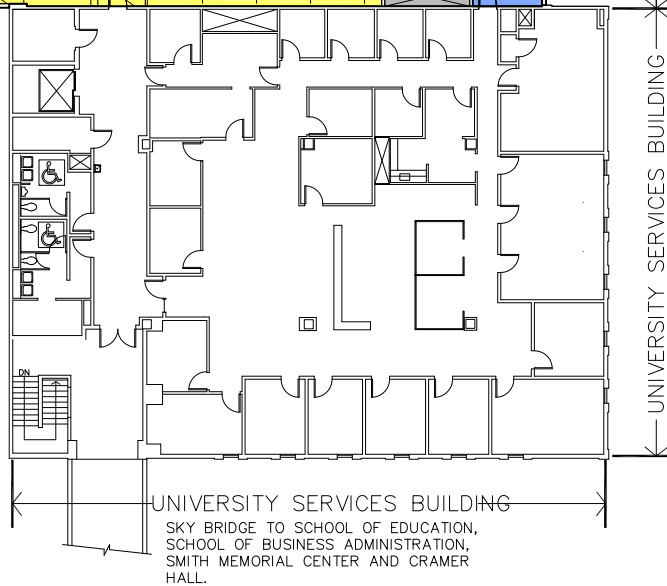 UNIVERSITY SERVICES BUILDING
DN
UNIVERSITY SERVICES BUILDING
SKY BRIDGE TO SCHOOL OF EDUCATION,
SCHOOL OF BUSINESS ADMINISTRATION,
SMITH MEMORIAL CENTER AND CRAMER
HALL.